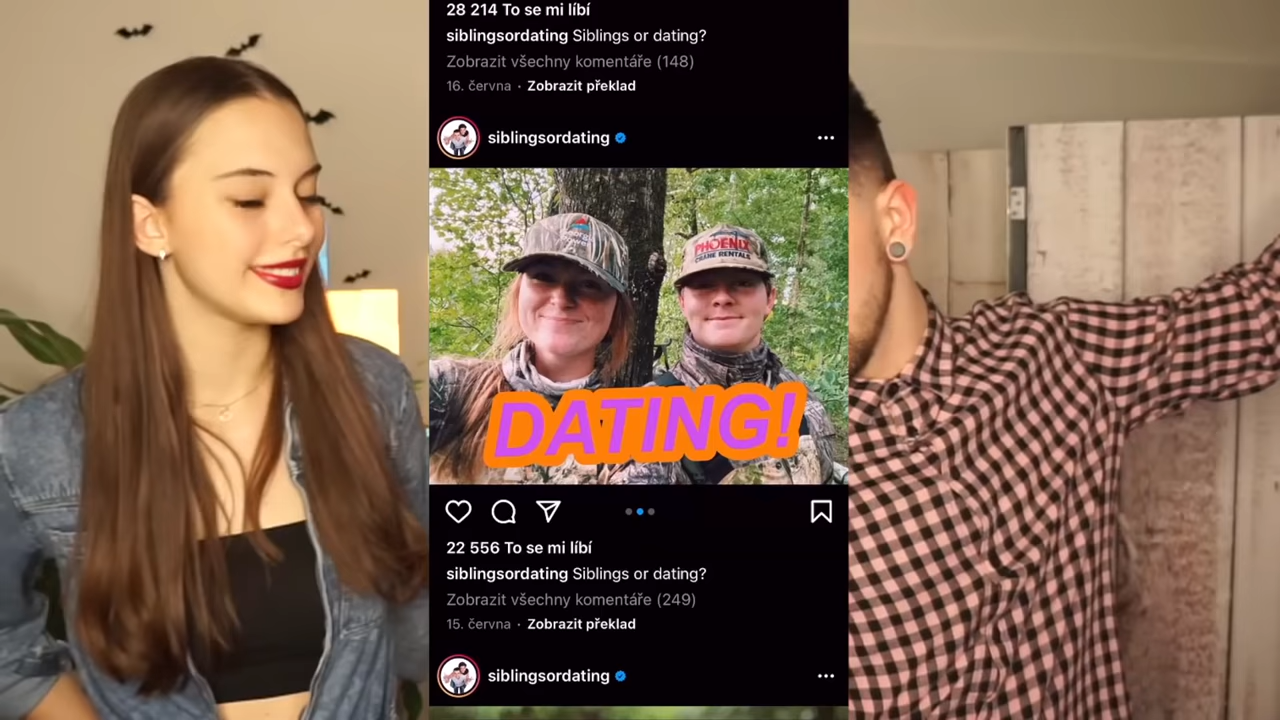 28 214 To se mi líbí
siblingsordating Siblings or dating?
Zobrazit všechny komentáře (148)
16. června · Zobrazit překlad
siblingsordating
PHOENIX
CRANE RENTALS
DATING!
22 556 To se mi líbí
siblingsordating Siblings or dating?
Zobrazit všechny komentáře (249)
15. června · Zobrazit překlad
siblingsordating